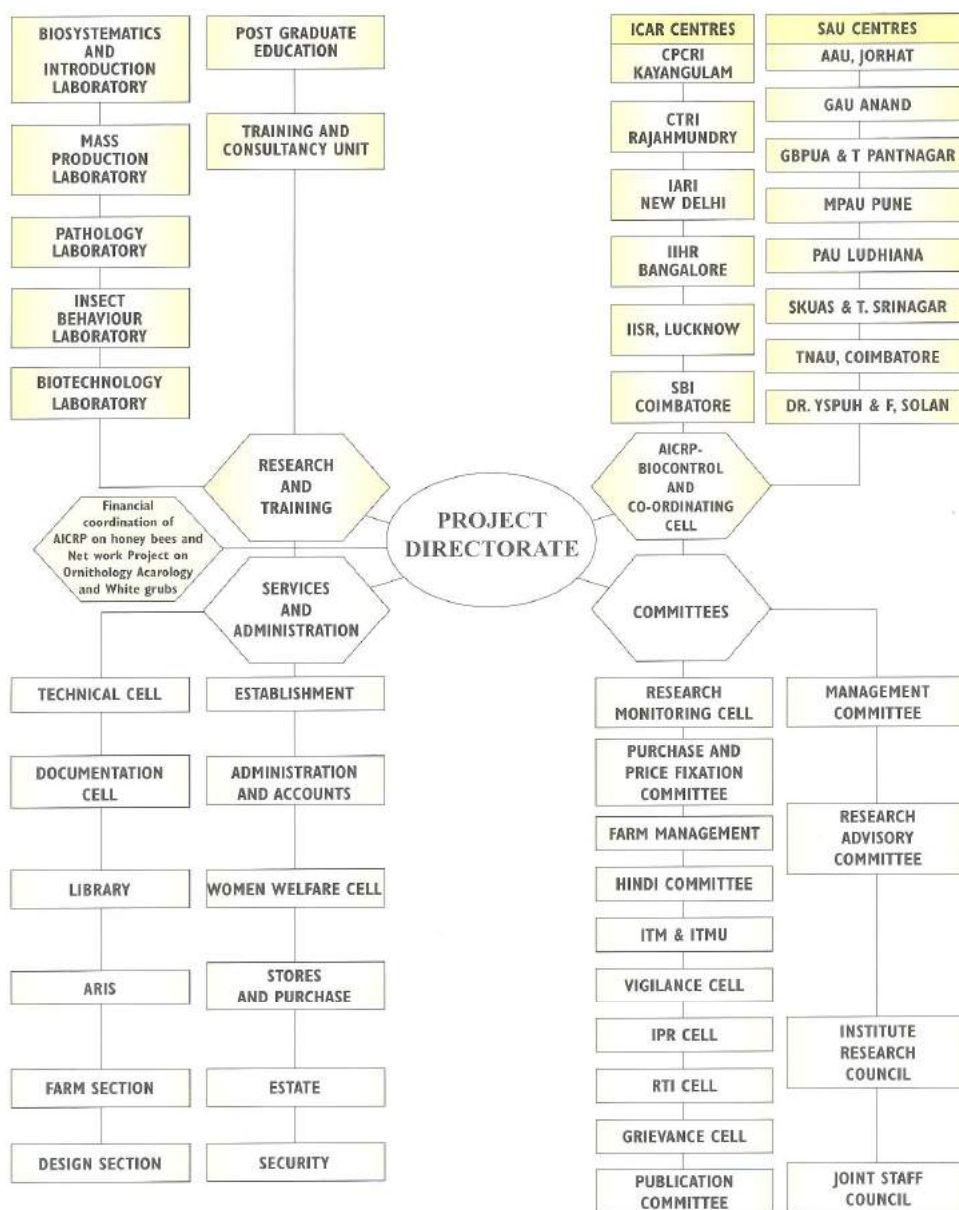 BIOSYSTEMATICS
AND
INTRODUCTION
LABORATORY
MASS
PRODUCTION
LABORATORY
PATHOLOGY
LABORATORY
INSECT
BEHAVIOUR
LABORATORY
BIOTECHNOLOGY
LABORATORY
POST GRADUATE
EDUCATION
TRAINING AND
CONSULTANCY UNIT
ICAR CENTRES
CPCRI
KAYANGULAM
CTRI
RAJAHMUNDRY
IARI
NEW DELHI
IIHR
BANGALORE
IISR, LUCKNOW
SBI
COIMBATORE
SAU CENTRES
AAU, JORHAT
GAU ANAND
GBPUA & T PANTNAGAR
MPAU PUNE
PAU LUDHIANA
SKUAS & T. SRINAGAR
TNAU, COIMBATORE
DR. YSPUH & F, SOLAN
RESEARCH
AND
TRAINING
AICRP-
BIOCONTROL
AND
CO-ORDINATING
CELL
Financial
coordination of
AICRP on honey bees and
Net work Project on
Ornithology Acarology
and White grubs
PROJECT
DIRECTORATE
SERVICES
AND
ADMINISTRATION
COMMITTEES
TECHNICAL CELL
DOCUMENTATION
CELL
LIBRARY
ARIS
FARM SECTION
DESIGN SECTION
ESTABLISHMENT
ADMINISTRATION
AND ACCOUNTS
WOMEN WELFARE CELL
STORES
AND PURCHASE
ESTATE
SECURITY
RESEARCH
MONITORING CELL
PURCHASE AND
PRICE FIXATION
COMMITTEE
FARM MANAGEMENT
HINDI COMMITTEE
ITM & ITMU
VIGILANCE CELL
IPR CELL
RTI CELL
GRIEVANCE CELL
PUBLICATION
COMMITTEE
MANAGEMENT
COMMITTEE
RESEARCH
ADVISORY
COMMITTEE
INSTITUTE
RESEARCH
COUNCIL
JOINT STAFF
COUNCIL